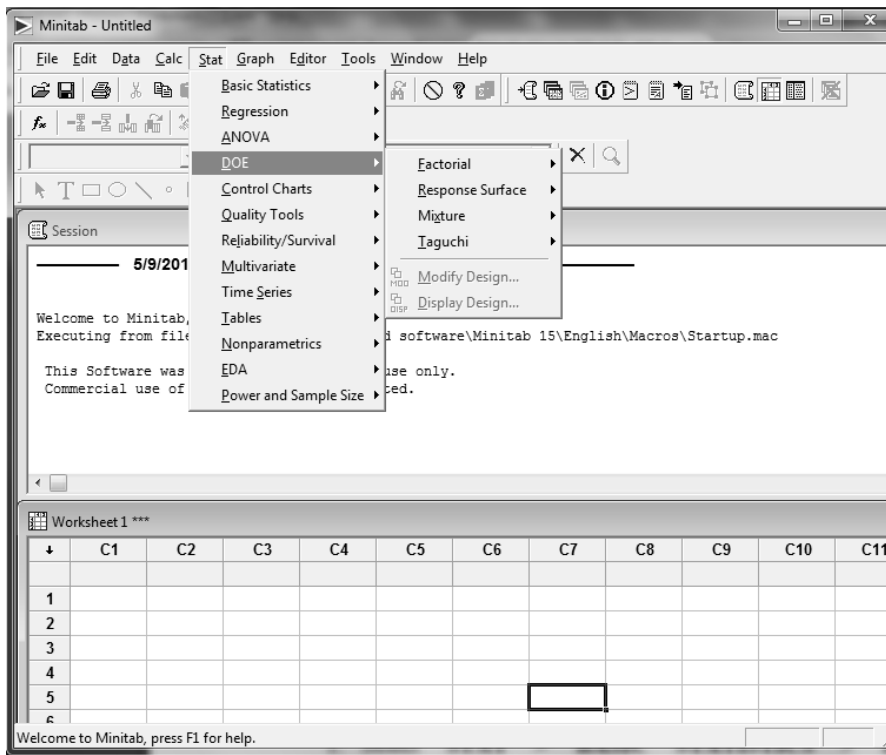 Minitab - Untitled
File Edit Data Calc Stat Graph Editor Tools Window Help
Basic Statistics
Regression
ANOVA
DOE
Control Charts
Quality Tools
Reliability/Survival
Multivariate
Time Series
Tables
Nonparametrics
EDA
Power and Sample Size
Factorial
Response Surface
Mixture
Taguchi
Modify Design...
Display Design...
Session
5/9/201
Welcome to Minitab,
Executing from file d software\Minitab 15\English\Macros\Startup.mac
This Software was use only.
Commercial use of ted.
Worksheet 1 ***
C1 C2 C3 C4 C5 C6 C7 C8 C9 C10 C11
1
2
3
4
5
6
Welcome to Minitab, press F1 for help.